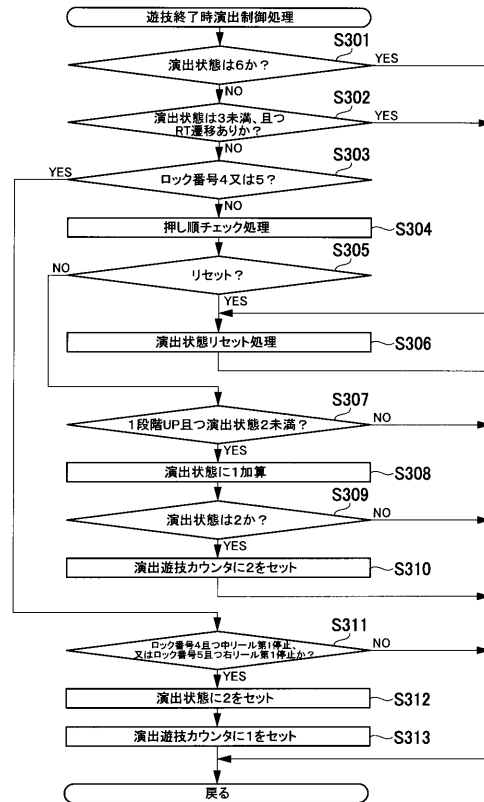 遊技終了時演出制御処理
S301
演出状態は6か?
YES
NO
S302
演出状態は3未満、且つ
RT遷移ありか?
YES
NO
S303
YES
ロック番号4又は5?
NO
押し順チェック処理
S304
S305
NO
リセット?
YES
演出状態リセット処理
S306
S307
1段階UP且つ演出状態2未満?
NO
YES
演出状態に1加算
S308
S309
演出状態は2か?
NO
YES
演出遊技カウンタに2をセット
S310
S311
ロック番号4且つ中リール第1停止、
又はロック番号5且つ右リール第1停止か?
NO
YES
演出状態に2をセット
S312
演出遊技カウンタに1をセット
S313
戻る